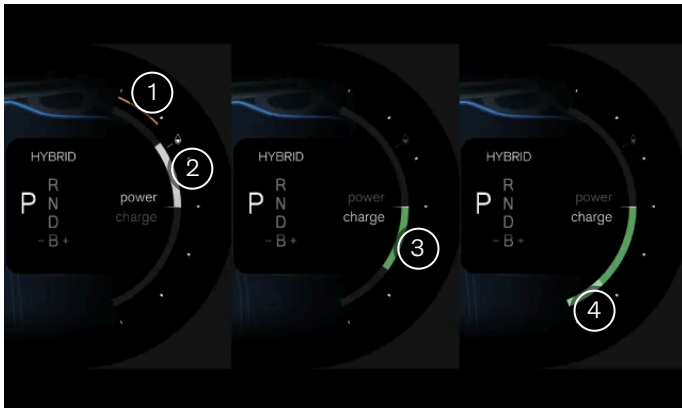 1
2
HYBRID
P
R
N
D
- B +
power
charge
HYBRID
P
R
N
D
- B +
power
charge
3
HYBRID
P
R
N
D
- B +
power
charge
4